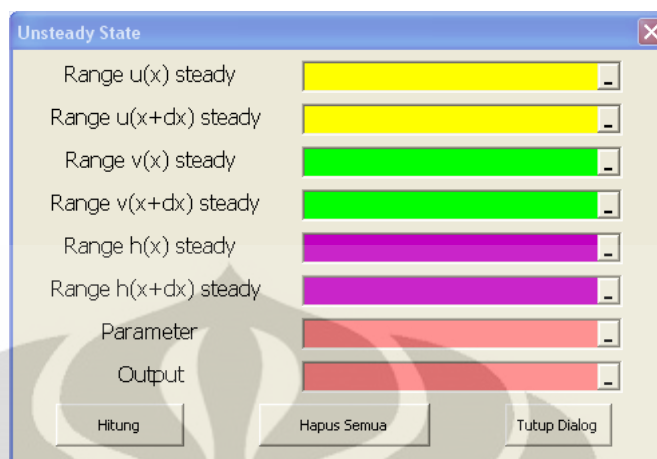 Unsteady State
Range u(x) steady
Range u(x+dx) steady
Range v(x) steady
Range v(x+dx) steady
Range h(x) steady
Range h(x+dx) steady
Parameter
Output
Hitung Hapus Semua Tutup Dialog